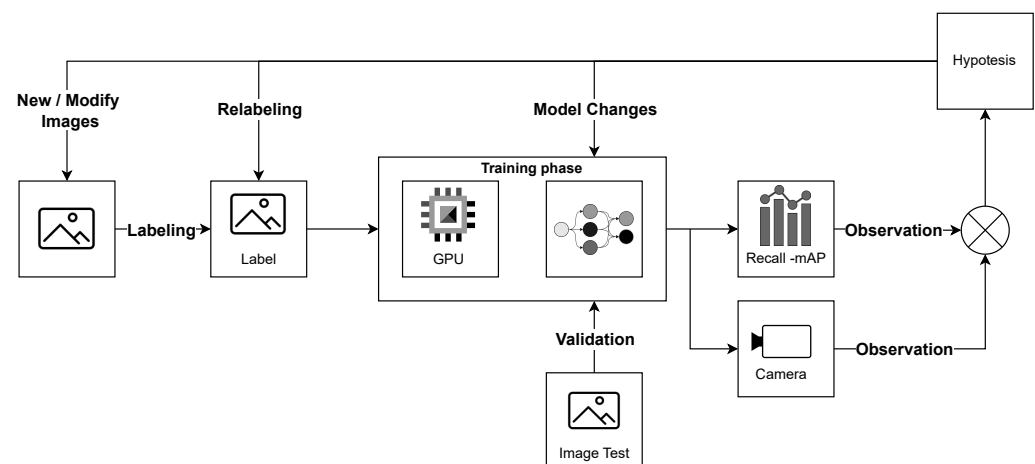 Hypotesis
New / Modify
Images
Relabeling
Model Changes
Training phase
Labeling
Label
GPU
Recall -mAP
Observation
Validation
Camera
Observation
Image Test